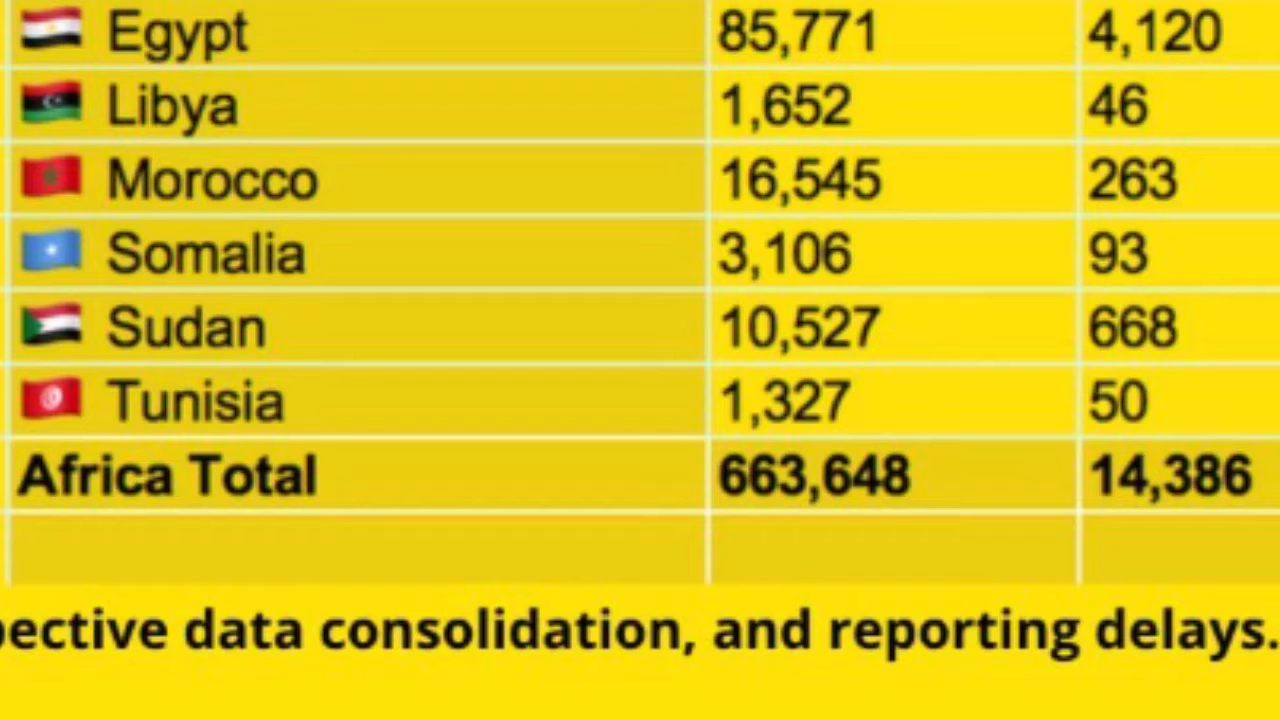 Egypt 85,771 4,120
Libya 1,652 46
Morocco 16,545 263
Somalia 3,106 93
Sudan 10,527 668
Tunisia 1,327 50
Africa Total 663,648 14,386
data consolidation, and reporting delays.